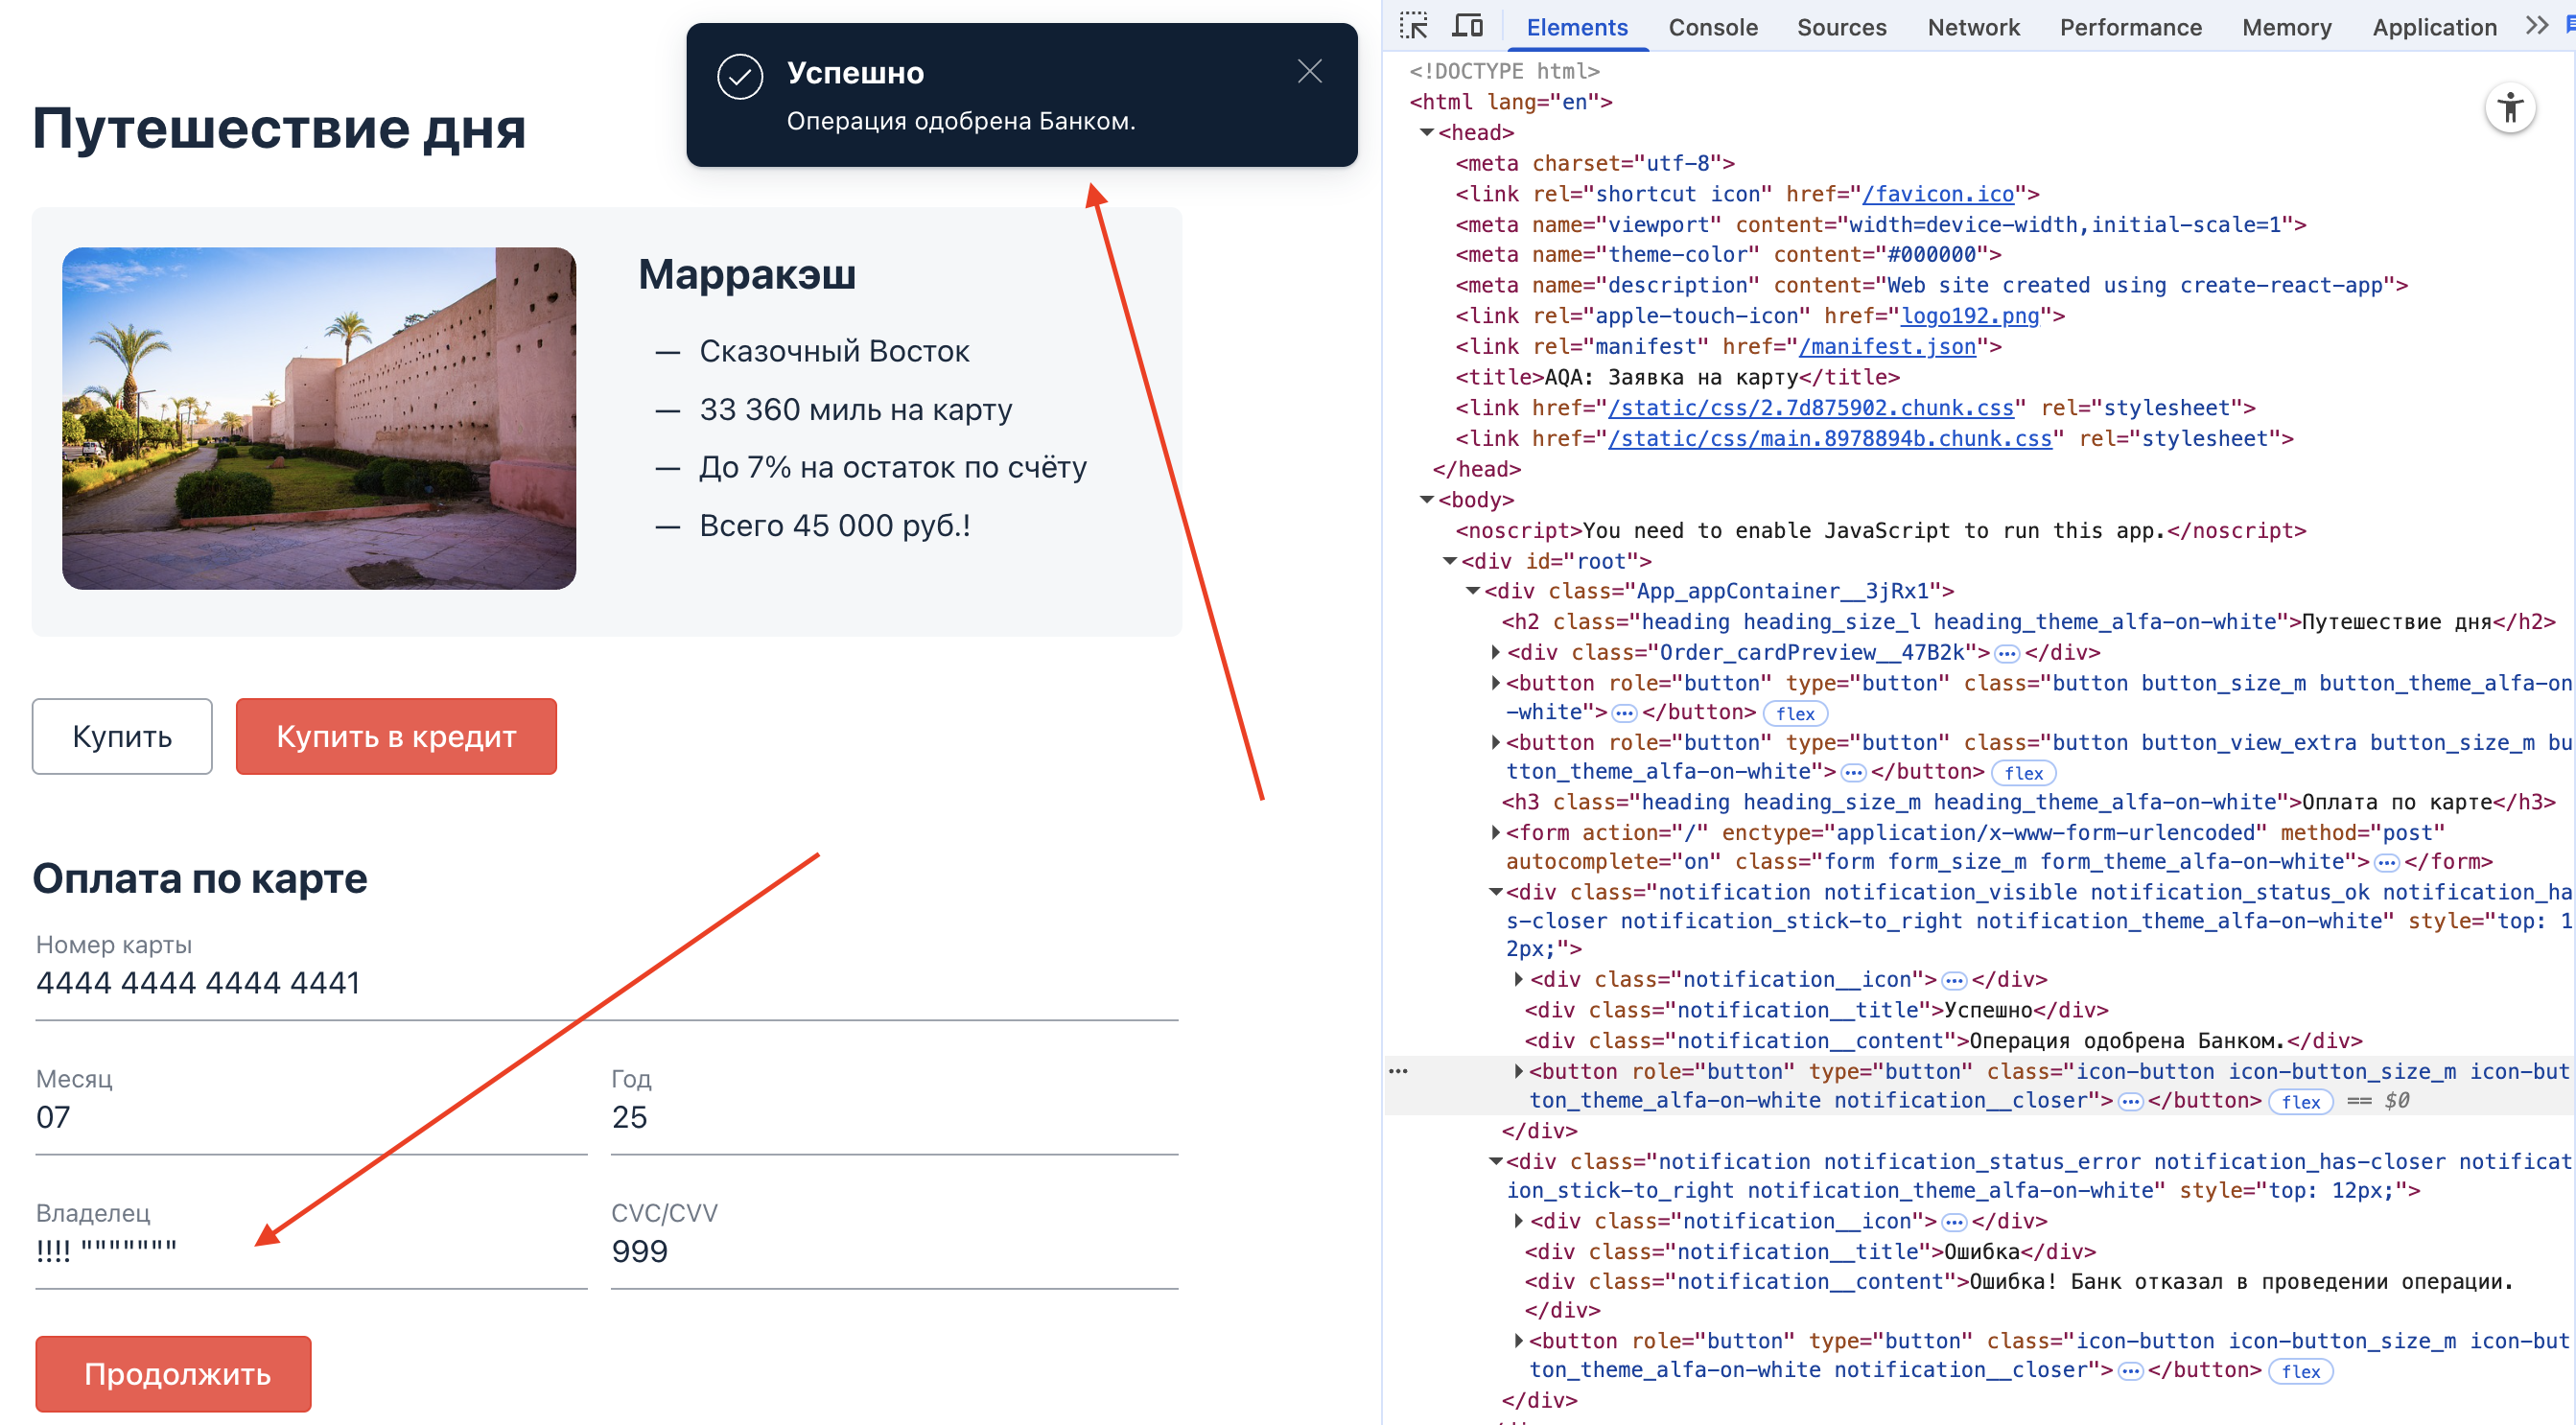 Успешно
Операция одобрена Банком.
Путешествие дня
Марракэш
— Сказочный Восток
— 33 360 миль на карту
— До 7% на остаток по счёту
— Всего 45 000 руб.!
Купить
Купить в кредит
Оплата по карте
Номер карты
4444 4444 4444 4441
Месяц
07
Год
25
Владелец
!!!! """""""
CVC/CVV
999
Продолжить
Elements Console Sources Network Performance Memory Application
<!DOCTYPE html>
<html lang="en">
<head>
<meta charset="utf-8">
<link rel="shortcut icon" href="/favicon.ico">
<meta name="viewport" content="width=device-width,initial-scale=1">
<meta name="theme-color" content="#000000">
<meta name="description" content="Web site created using create-react-app">
<link rel="apple-touch-icon" href="logo192.png">
<link rel="manifest" href="/manifest.json">
<title>AQA: Заявка на карту</title>
<link href="/static/css/2.7d875902.chunk.css" rel="stylesheet">
<link href="/static/css/main.8978894b.chunk.css" rel="stylesheet">
</head>
<body>
<noscript>You need to enable JavaScript to run this app.</noscript>
<div id="root">
<div class="App_appContainer__3jRx1">
<h2 class="heading heading_size_l heading_theme_alfa-on-white">Путешествие дня</h2>
<div class="Order_cardPreview__47B2k">…</div>
<button role="button" type="button" class="button button_size_m button_theme_alfa-on
-white">…</button> flex
<button role="button" type="button" class="button button_view_extra button_size_m bu
tton_theme_alfa-on-white">…</button> flex
<h3 class="heading heading_size_m heading_theme_alfa-on-white">Оплата по карте</h3>
<form action="/" enctype="application/x-www-form-urlencoded" method="post"
autocomplete="on" class="form form_size_m form_theme_alfa-on-white">…</form>
<div class="notification notification_visible notification_status_ok notification_ha
s-closer notification_stick-to_right notification_theme_alfa-on-white" style="top: 1
2px;">
<div class="notification__icon">…</div>
<div class="notification__title">Успешно</div>
<div class="notification__content">Операция одобрена Банком.</div>
<button role="button" type="button" class="icon-button icon-button_size_m icon-but
ton_theme_alfa-on-white notification__closer">…</button> flex == $0
</div>
<div class="notification notification_status_error notification_has-closer notificat
ion_stick-to_right notification_theme_alfa-on-white" style="top: 12px;">
<div class="notification__icon">…</div>
<div class="notification__title">Ошибка</div>
<div class="notification__content">Ошибка! Банк отказал в проведении операции.
</div>
<button role="button" type="button" class="icon-button icon-button_size_m icon-but
ton_theme_alfa-on-white notification__closer">…</button> flex
</div>